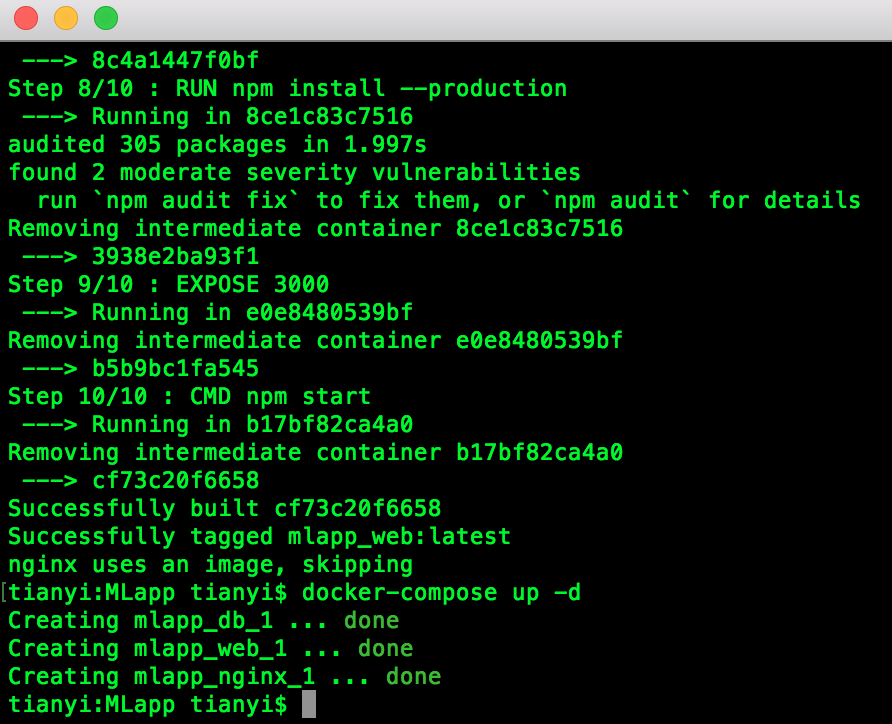 ---> 8c4a1447f0bf
Step 8/10 : RUN npm install --production
---> Running in 8ce1c83c7516
audited 305 packages in 1.997s
found 2 moderate severity vulnerabilities
run `npm audit fix` to fix them, or `npm audit` for details
Removing intermediate container 8ce1c83c7516
---> 3938e2ba93f1
Step 9/10 : EXPOSE 3000
---> Running in e0e8480539bf
Removing intermediate container e0e8480539bf
---> b5b9bc1fa545
Step 10/10 : CMD npm start
---> Running in b17bf82ca4a0
Removing intermediate container b17bf82ca4a0
---> cf73c20f6658
Successfully built cf73c20f6658
Successfully tagged mlapp_web:latest
nginx uses an image, skipping
[tianyi:MLapp tianyi$ docker-compose up -d
Creating mlapp_db_1 ... done
Creating mlapp_web_1 ... done
Creating mlapp_nginx_1 ... done
tianyi:MLapp tianyi$